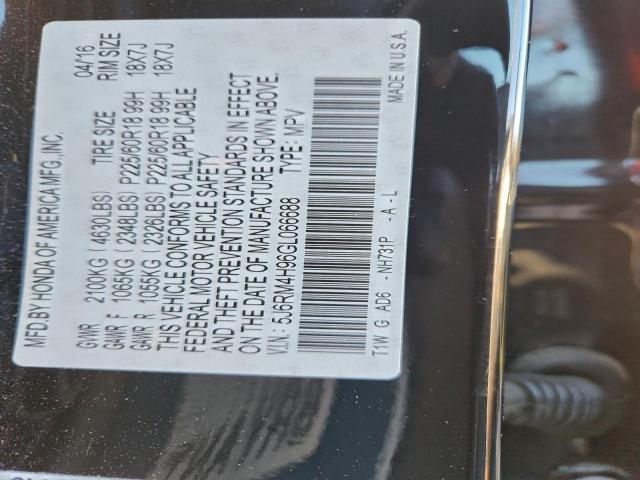 MFD. BY HONDA OF AMERICA MFG., INC. 04/16
GVWR 2100KG ( 4630LBS) TIRE SIZE RIM SIZE
GAWR F 1065KG ( 2348LBS) P225/60R18 99H 18X7J
GAWR R 1055KG ( 2326LBS) P225/60R18 99H 18X7J
THIS VEHICLE CONFORMS TO ALL APPLICABLE
FEDERAL MOTOR VEHICLE SAFETY
AND THEFT PREVENTION STANDARDS IN EFFECT
ON THE DATE OF MANUFACTURE SHOWN ABOVE.
V.I.N.: 5J6RM4H96GL066688 TYPE: MPV
T1W G AD6 - NH731P - A - L MADE IN U.S.A.